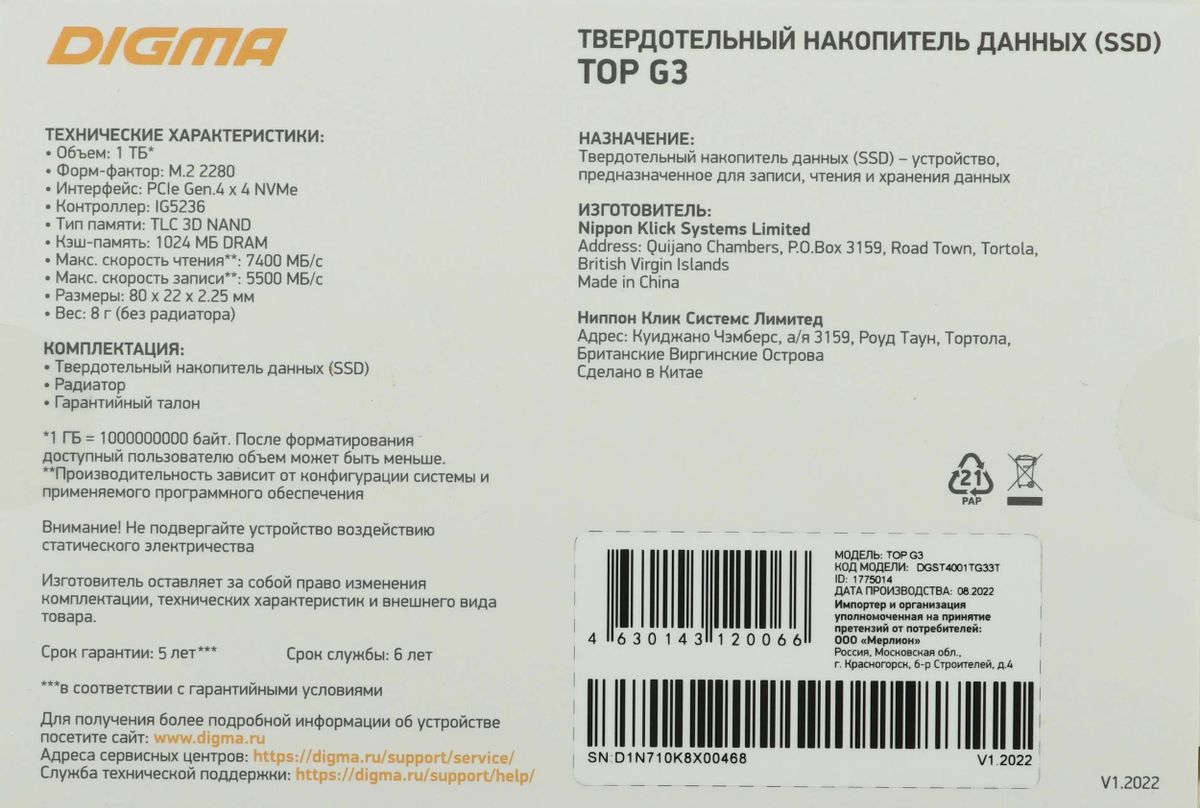 DIGMA
ТЕХНИЧЕСКИЕ ХАРАКТЕРИСТИКИ:
• Объем: 1 ТБ*
• Форм-фактор: M.2 2280
• Интерфейс: PCIe Gen.4 x 4 NVMe
• Контроллер: IG5236
• Тип памяти: TLC 3D NAND
• Кэш-память: 1024 МБ DRAM
• Макс. скорость чтения**: 7400 МБ/с
• Макс. скорость записи**: 5500 МБ/с
• Размеры: 80 x 22 x 2.25 мм
• Вес: 8 г (без радиатора)
КОМПЛЕКТАЦИЯ:
• Твердотельный накопитель данных (SSD)
• Радиатор
• Гарантийный талон
*1 ГБ = 1000000000 байт. После форматирования
доступный пользователю объем может быть меньше.
**Производительность зависит от конфигурации системы и
применяемого программного обеспечения
Внимание! Не подвергайте устройство воздействию
статического электричества
Изготовитель оставляет за собой право изменения
комплектации, технических характеристик и внешнего вида
товара.
Срок гарантии: 5 лет*** Срок службы: 6 лет
***в соответствии с гарантийными условиями
Для получения более подробной информации об устройстве
посетите сайт: www.digma.ru
Адреса сервисных центров: https://digma.ru/support/service/
Служба технической поддержки: https://digma.ru/support/help/
ТВЕРДОТЕЛЬНЫЙ НАКОПИТЕЛЬ ДАННЫХ (SSD)
TOP G3
НАЗНАЧЕНИЕ:
Твердотельный накопитель данных (SSD) – устройство,
предназначенное для записи, чтения и хранения данных
ИЗГОТОВИТЕЛЬ:
Nippon Klick Systems Limited
Address: Quijano Chambers, P.O.Box 3159, Road Town, Tortola,
British Virgin Islands
Made in China
Ниппон Клик Системс Лимитед
Адрес: Куиджано Чэмберс, а/я 3159, Роуд Таун, Тортола,
Британские Виргинские Острова
Сделано в Китае
21
PAP
МОДЕЛЬ: TOP G3
КОД МОДЕЛИ: DGST4001TG33T
ID: 1775014
ДАТА ПРОИЗВОДСТВА: 08.2022
Импортер и организация
уполномоченная на принятие
претензий от потребителей:
ООО «Мерлион»
Россия, Московская обл.,
г. Красногорск, б-р Строителей, д.4
4 630143 120066
SN:D1N710K8X00468 V1.2022
V1.2022